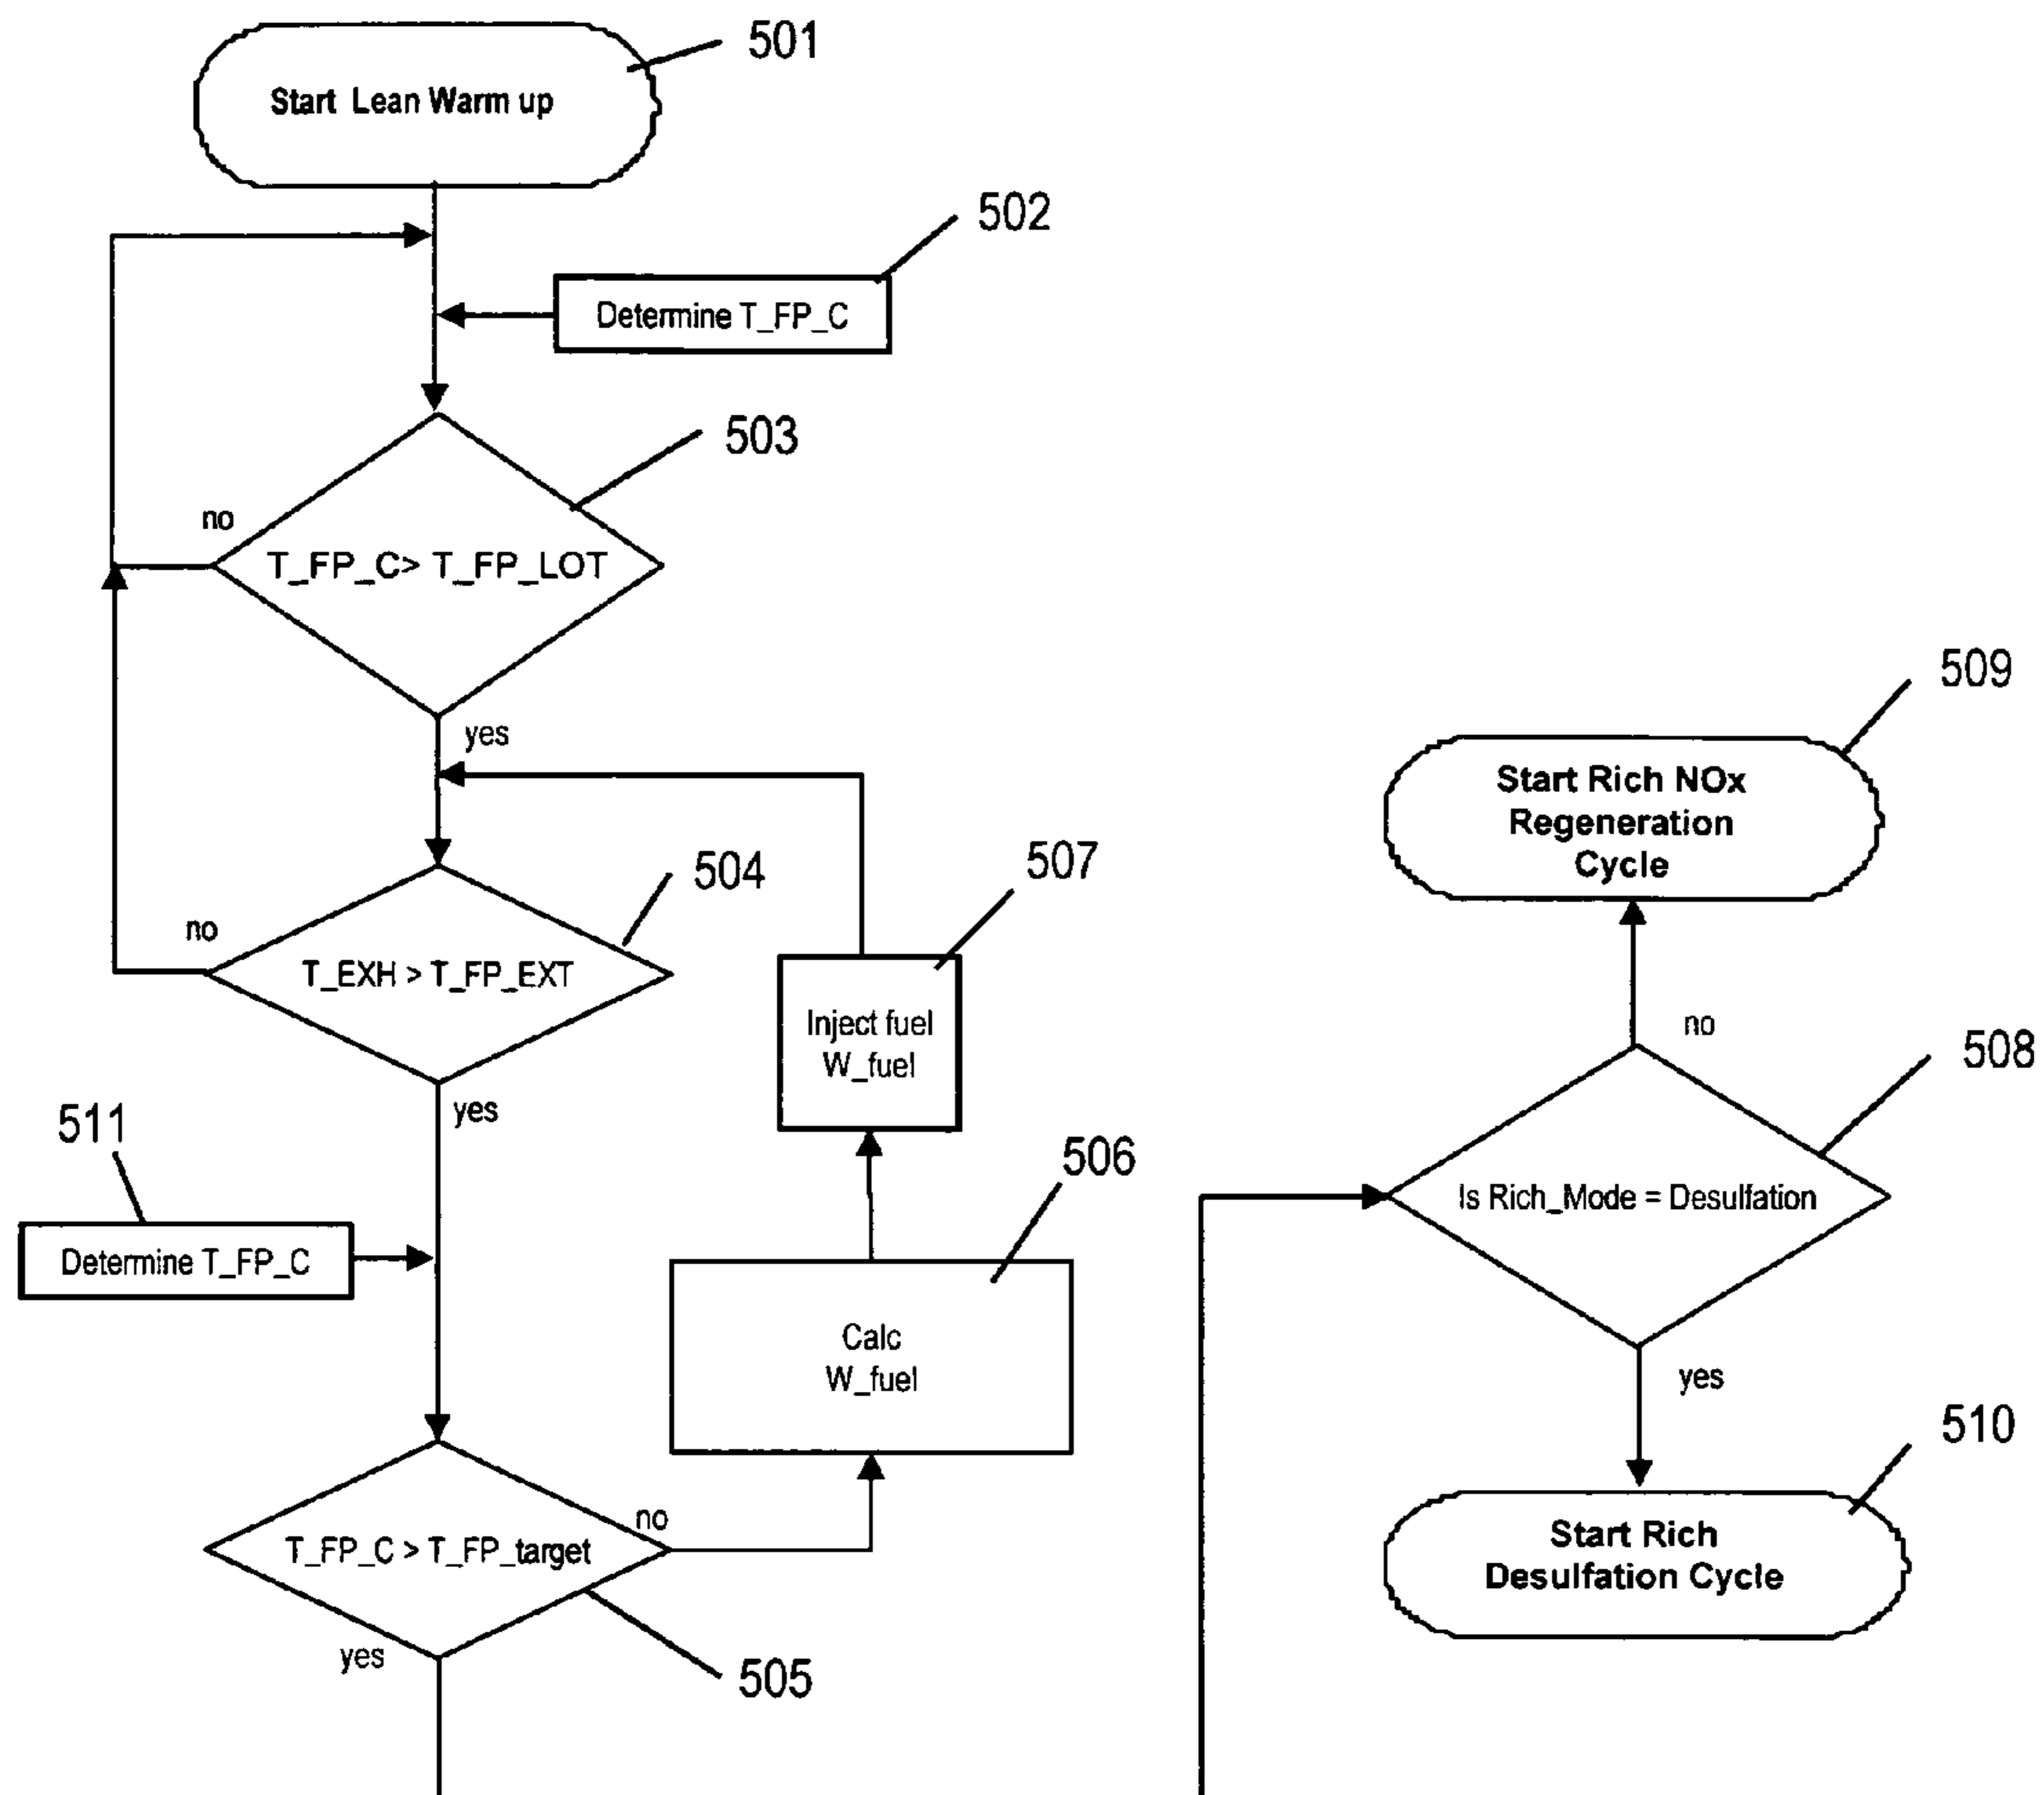 501
Start Lean Warm up
502
Determine T_FP_C
503
no
T_FP_C> T_FP_LOT
yes
504
no
T_EXH > T_FP_EXT
yes
507
Inject fuel
W_fuel
511
Determine T_FP_C
506
Calc
W_fuel
no
T_FP_C > T_FP_target
yes
505
509
Start Rich NOx
Regeneration
Cycle
no
508
Is Rich_Mode = Desulfation
yes
510
Start Rich
Desulfation Cycle